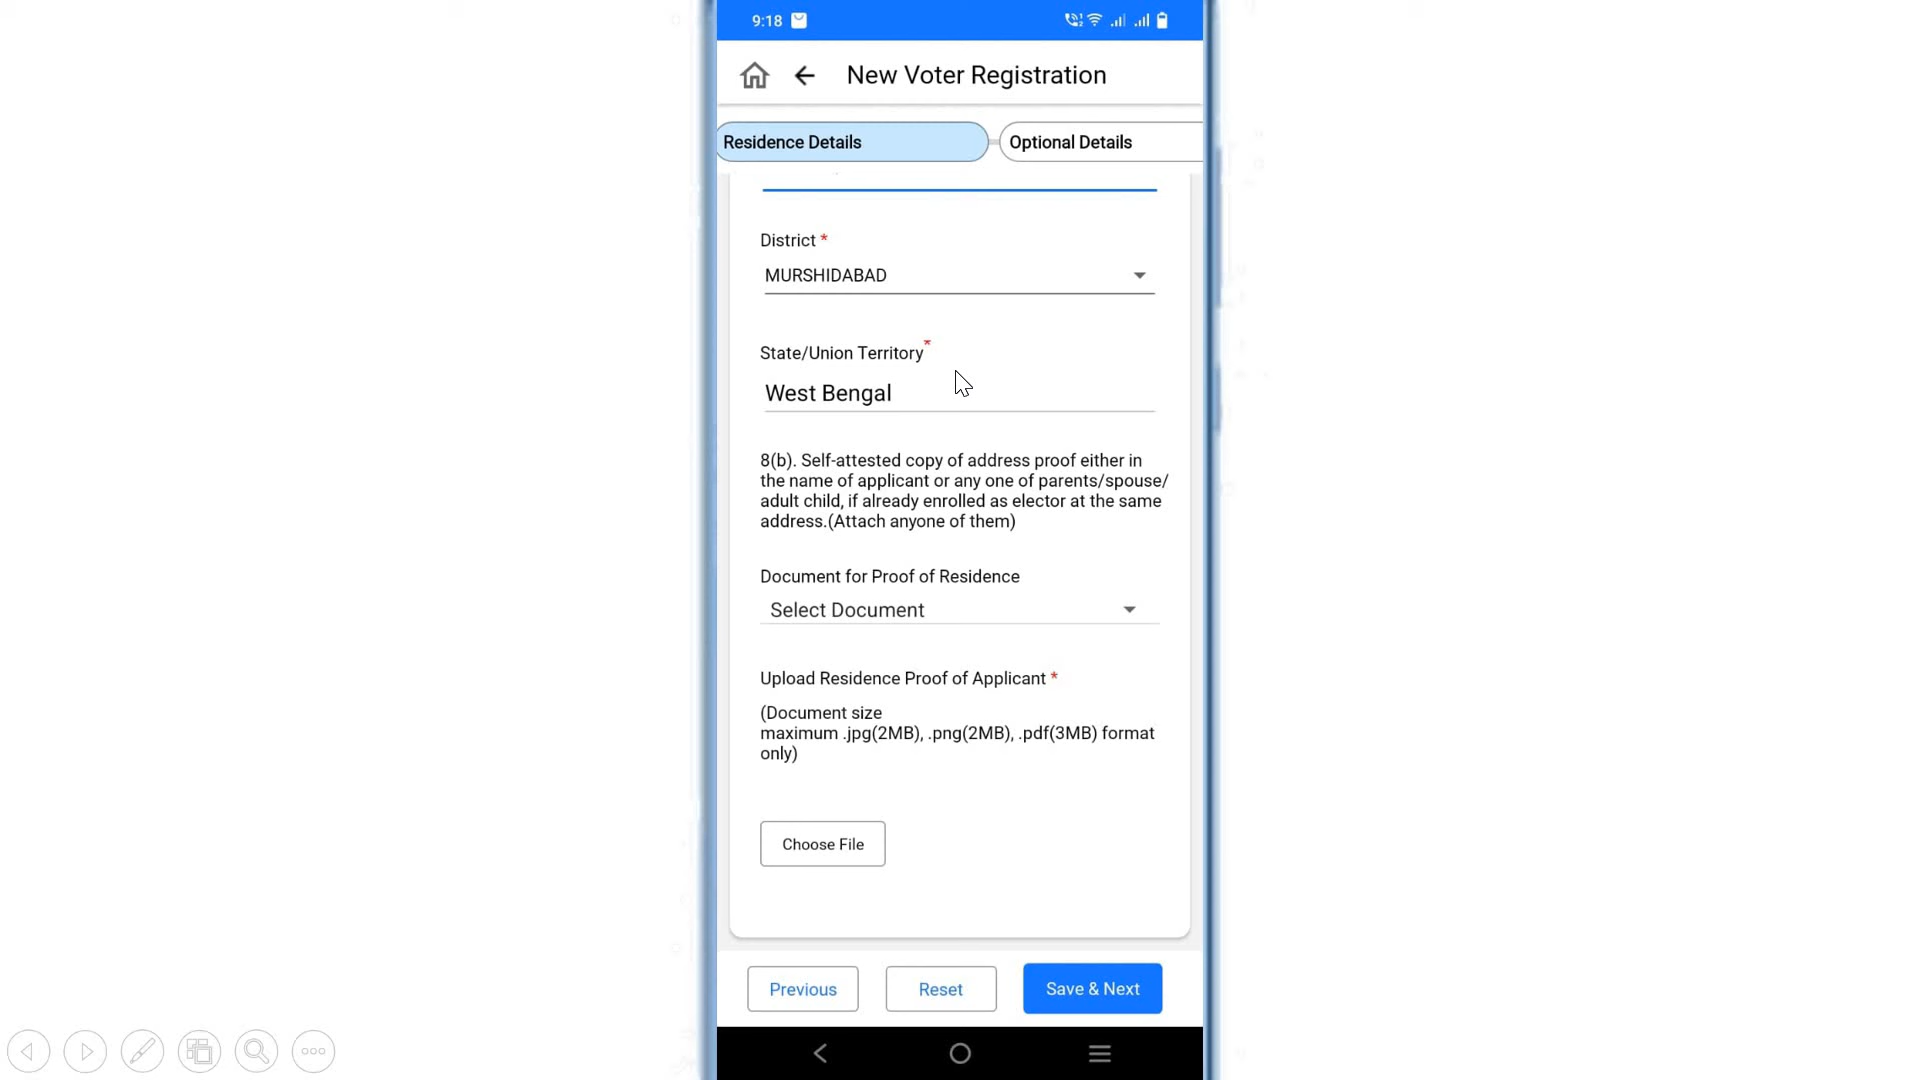 9:18
New Voter Registration
Residence Details
Optional Details
District *
MURSHIDABAD
State/Union Territory*
West Bengal
8(b). Self-attested copy of address proof either in
the name of applicant or any one of parents/spouse/
adult child, if already enrolled as elector at the same
address.(Attach anyone of them)
Document for Proof of Residence
Select Document
Upload Residence Proof of Applicant *
(Document size
maximum .jpg(2MB), .png(2MB), .pdf(3MB) format
only)
Choose File
Previous
Reset
Save & Next